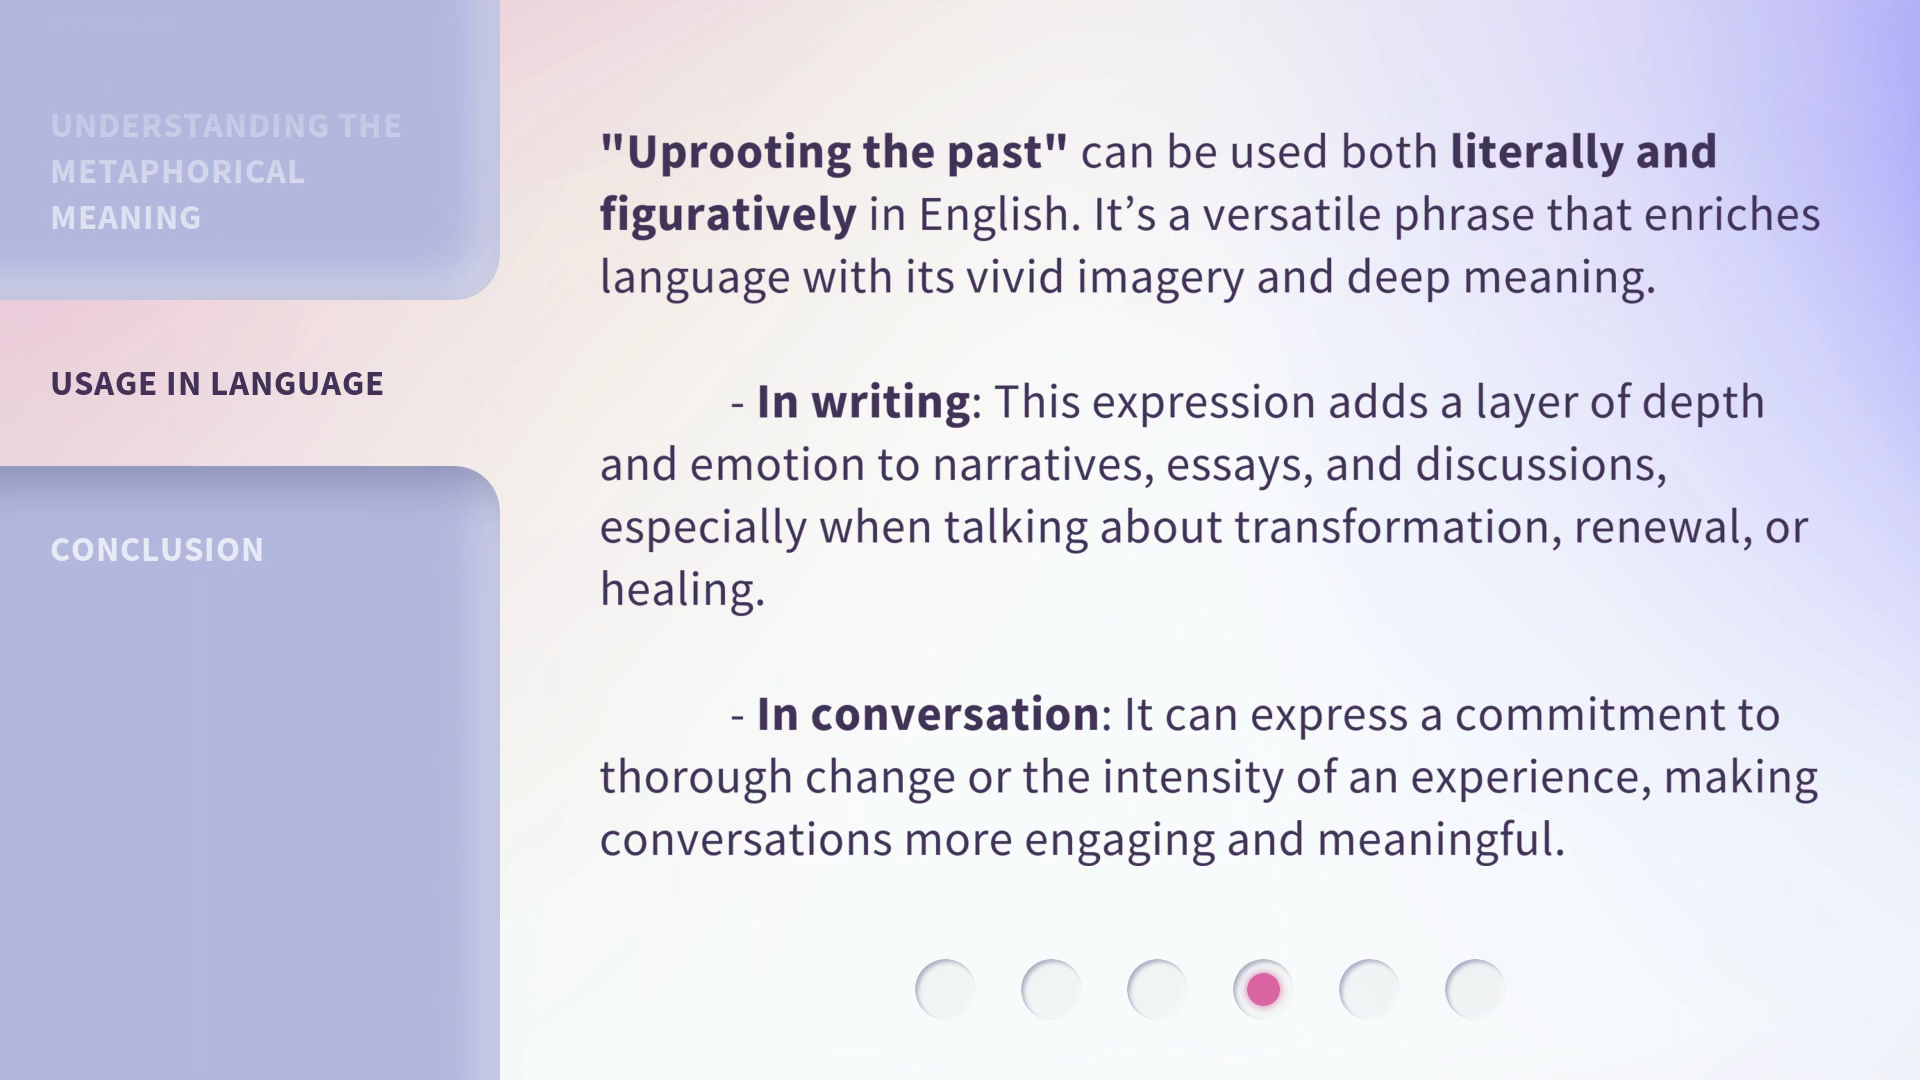 UNDERSTANDING THE
METAPHORICAL
MEANING
USAGE IN LANGUAGE
CONCLUSION
"Uprooting the past" can be used both literally and
figuratively in English. It’s a versatile phrase that enriches
language with its vivid imagery and deep meaning.
- In writing: This expression adds a layer of depth
and emotion to narratives, essays, and discussions,
especially when talking about transformation, renewal, or
healing.
- In conversation: It can express a commitment to
thorough change or the intensity of an experience, making
conversations more engaging and meaningful.